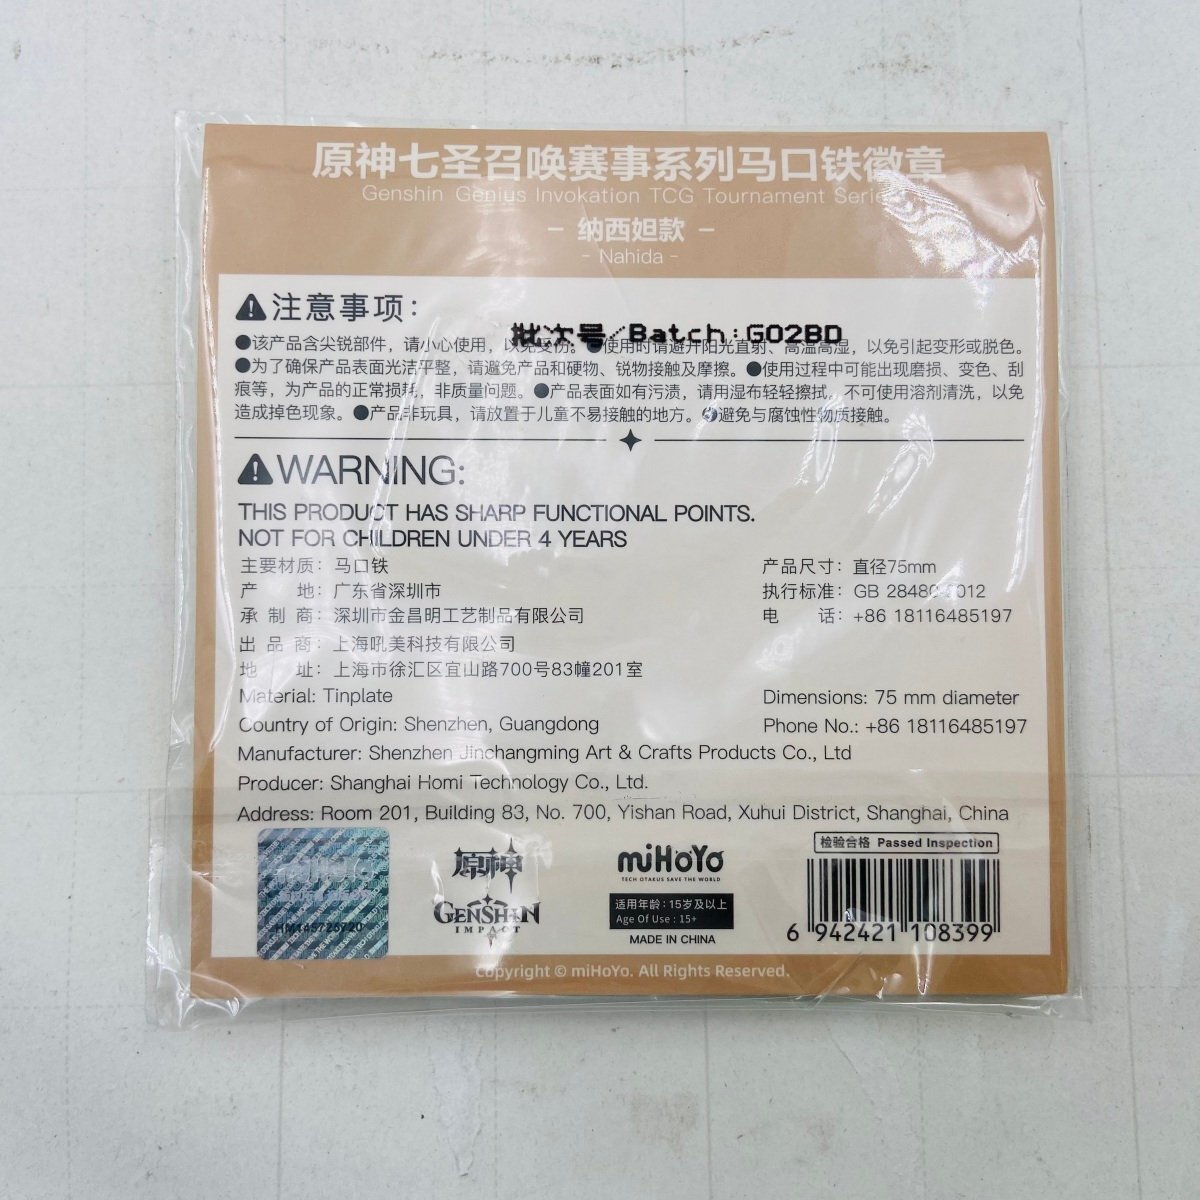 原神七圣召唤赛事系列马口铁徽章
Genshin Genius Invokation TCG Tournament
- 纳西妲款 -
- Nahida -
注意事项：
批次号/Batch:G02BD
●该产品含尖锐部件，请小心使用，以免受伤。●使用时请避开阳光直射、高温高湿，以免引起变形或脱色。
●为了确保产品表面光洁平整，请避免产品和硬物、锐物接触及摩擦。●使用过程中可能出现磨损、变色、刮
痕等，为产品的正常损耗，非质量问题。●产品表面如有污渍，请用湿布轻轻擦拭，不可使用溶剂清洗，以免
造成掉色现象。●产品非玩具，请放置于儿童不易接触的地方。●避免与腐蚀性物质接触。
WARNING:
THIS PRODUCT HAS SHARP FUNCTIONAL POINTS.
NOT FOR CHILDREN UNDER 4 YEARS
主要材质：马口铁 产品尺寸：直径75mm
产 地：广东省深圳市 执行标准：GB 28480-2012
承 制 商：深圳市金昌明工艺制品有限公司 电 话：+86 18116485197
出 品 商：上海吼美科技有限公司
地 址：上海市徐汇区宜山路700号83幢201室
Material: Tinplate Dimensions: 75 mm diameter
Country of Origin: Shenzhen, Guangdong Phone No.: +86 18116485197
Manufacturer: Shenzhen Jinchangming Art & Crafts Products Co., Ltd
Producer: Shanghai Homi Technology Co., Ltd.
Address: Room 201, Building 83, No. 700, Yishan Road, Xuhui District, Shanghai, China
miHoYo
原神
GENSHIN
IMPACT
miHoYo
TECH OTAKUS SAVE THE WORLD
适用年龄：15岁及以上
Age Of Use : 15+
MADE IN CHINA
检验合格 Passed Inspection
6 942421 108399
Copyright © miHoYo. All Rights Reserved.